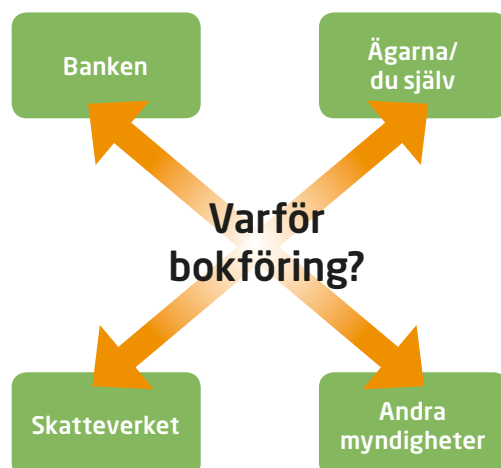 Banken
Ägarna/
du själv
Varför
bokföring?
Skatteverket
Andra
myndigheter